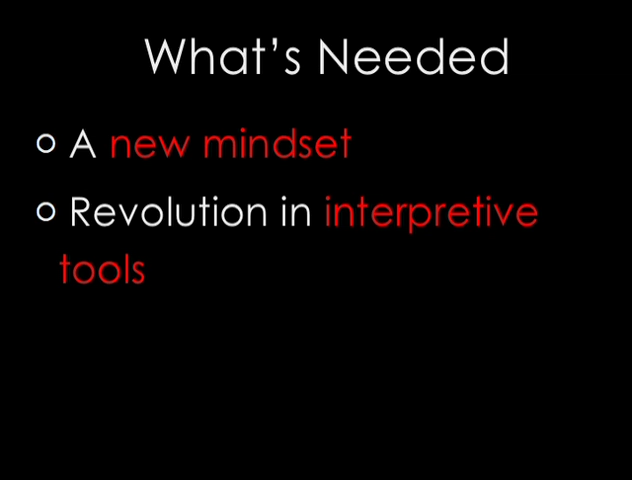 What's Needed
A new mindset
Revolution in interpretive
tools